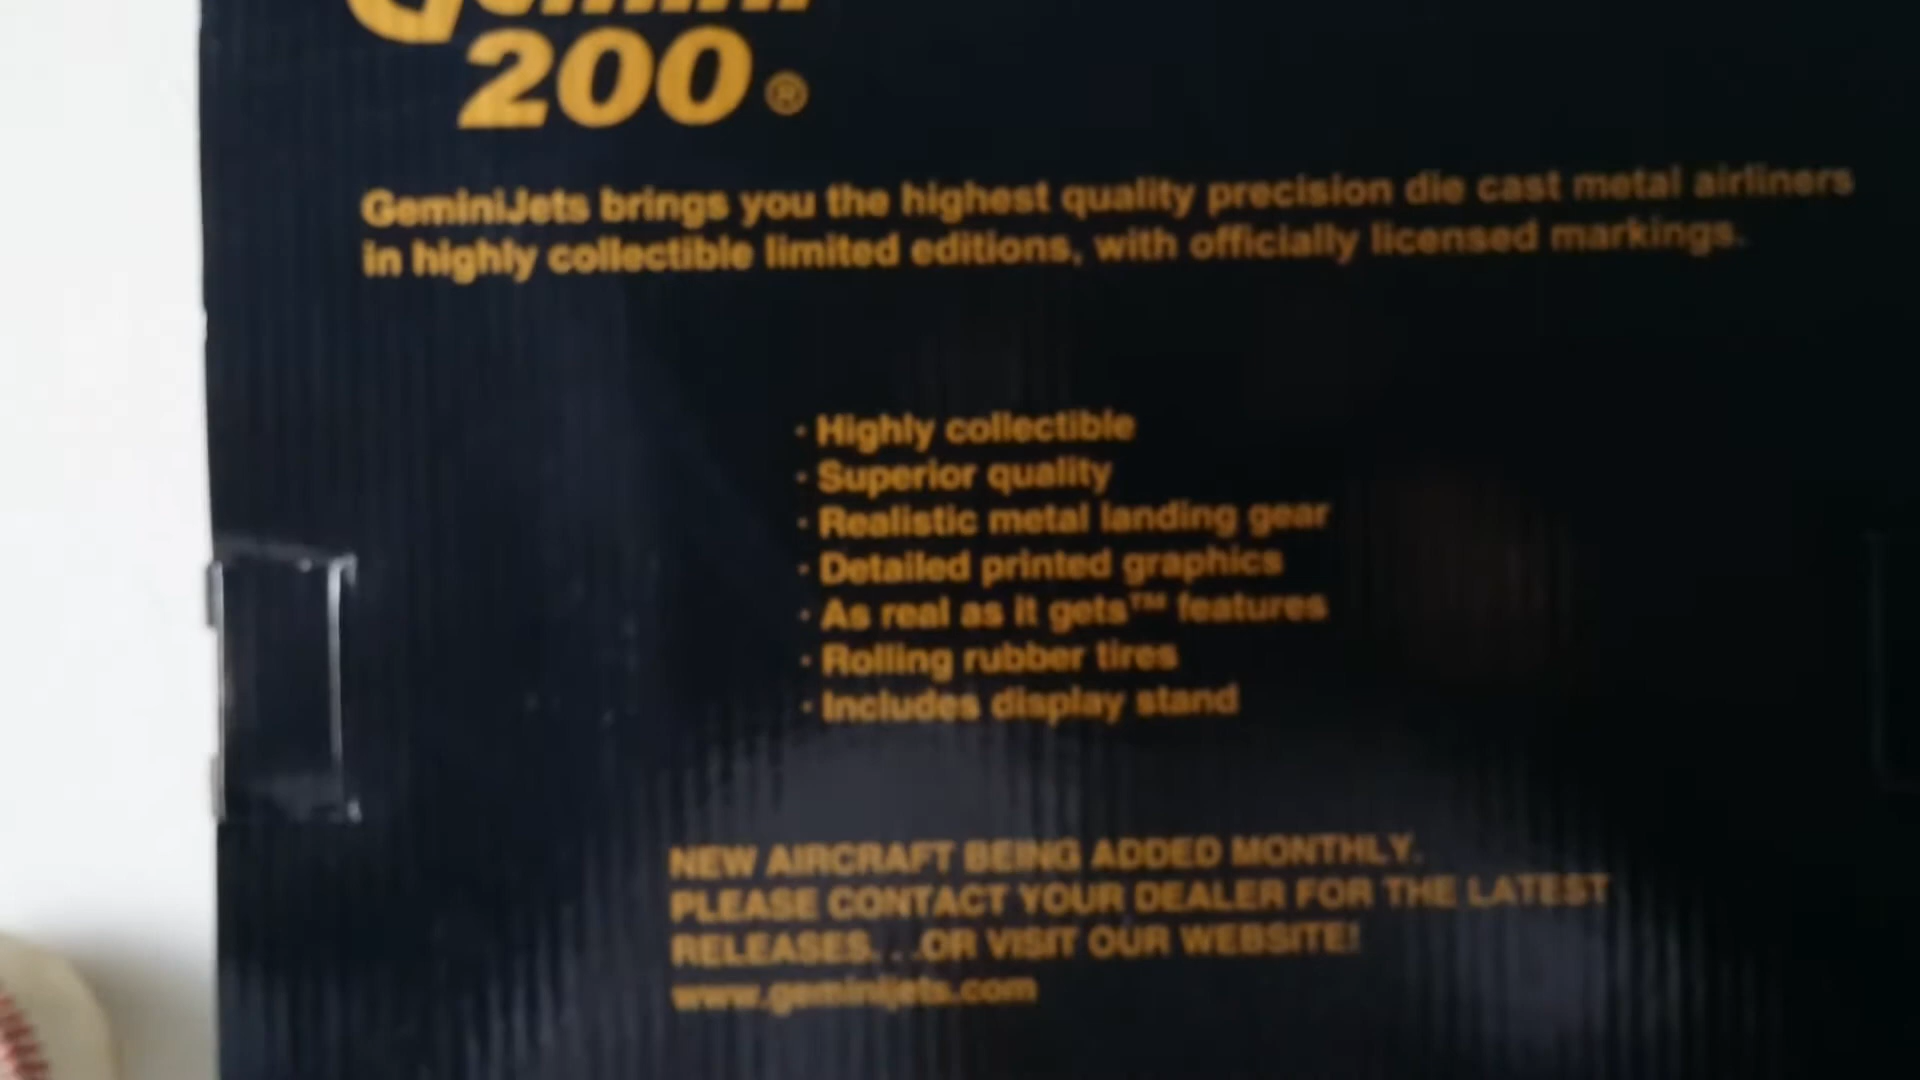 Gemini
200®
GeminiJets brings you the highest quality precision die cast metal airliners
in highly collectible limited editions, with officially licensed markings.
· Highly collectible
· Superior quality
· Realistic metal landing gear
· Detailed printed graphics
· As real as it gets™ features
· Rolling rubber tires
· Includes display stand
NEW AIRCRAFT BEING ADDED MONTHLY.
PLEASE CONTACT YOUR DEALER FOR THE LATEST
RELEASES. . .OR VISIT OUR WEBSITE!
www.geminijets.com